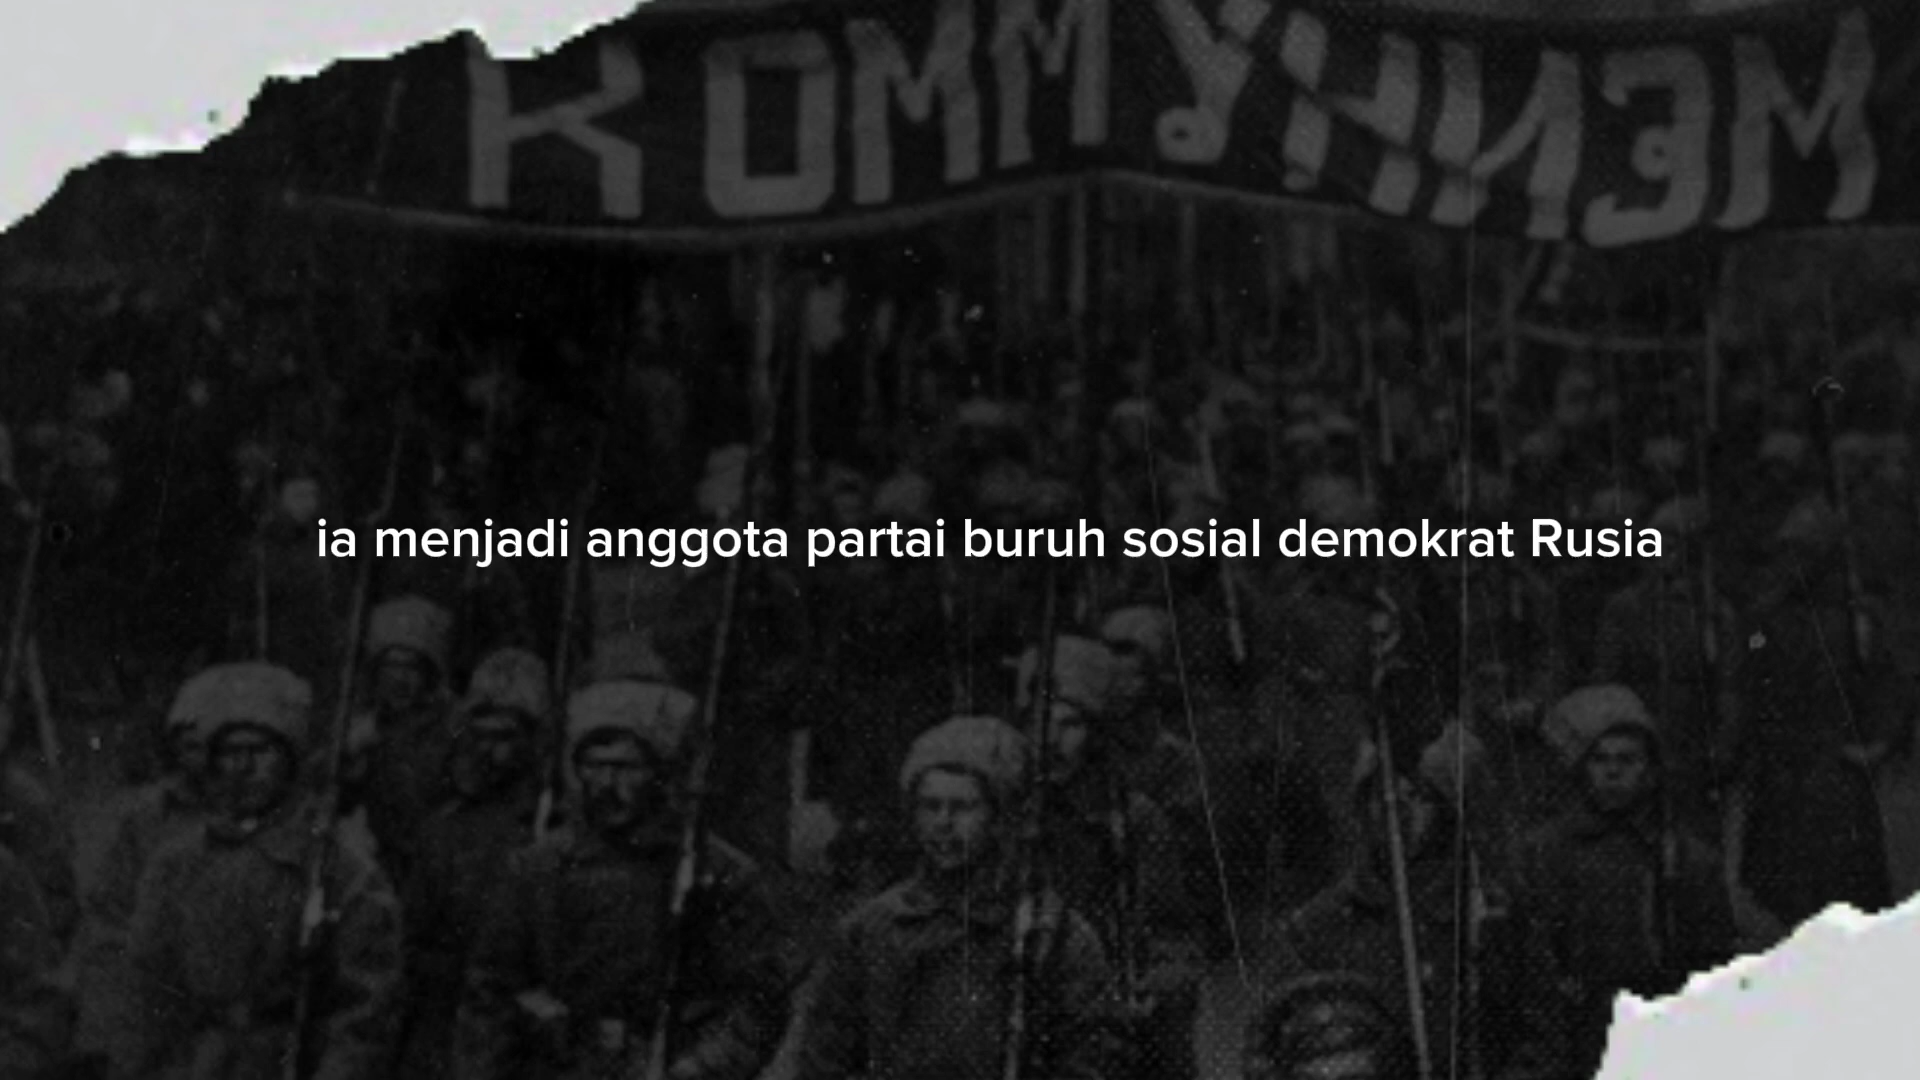 КОММУНИЗМ
ia menjadi anggota partai buruh sosial demokrat Rusia